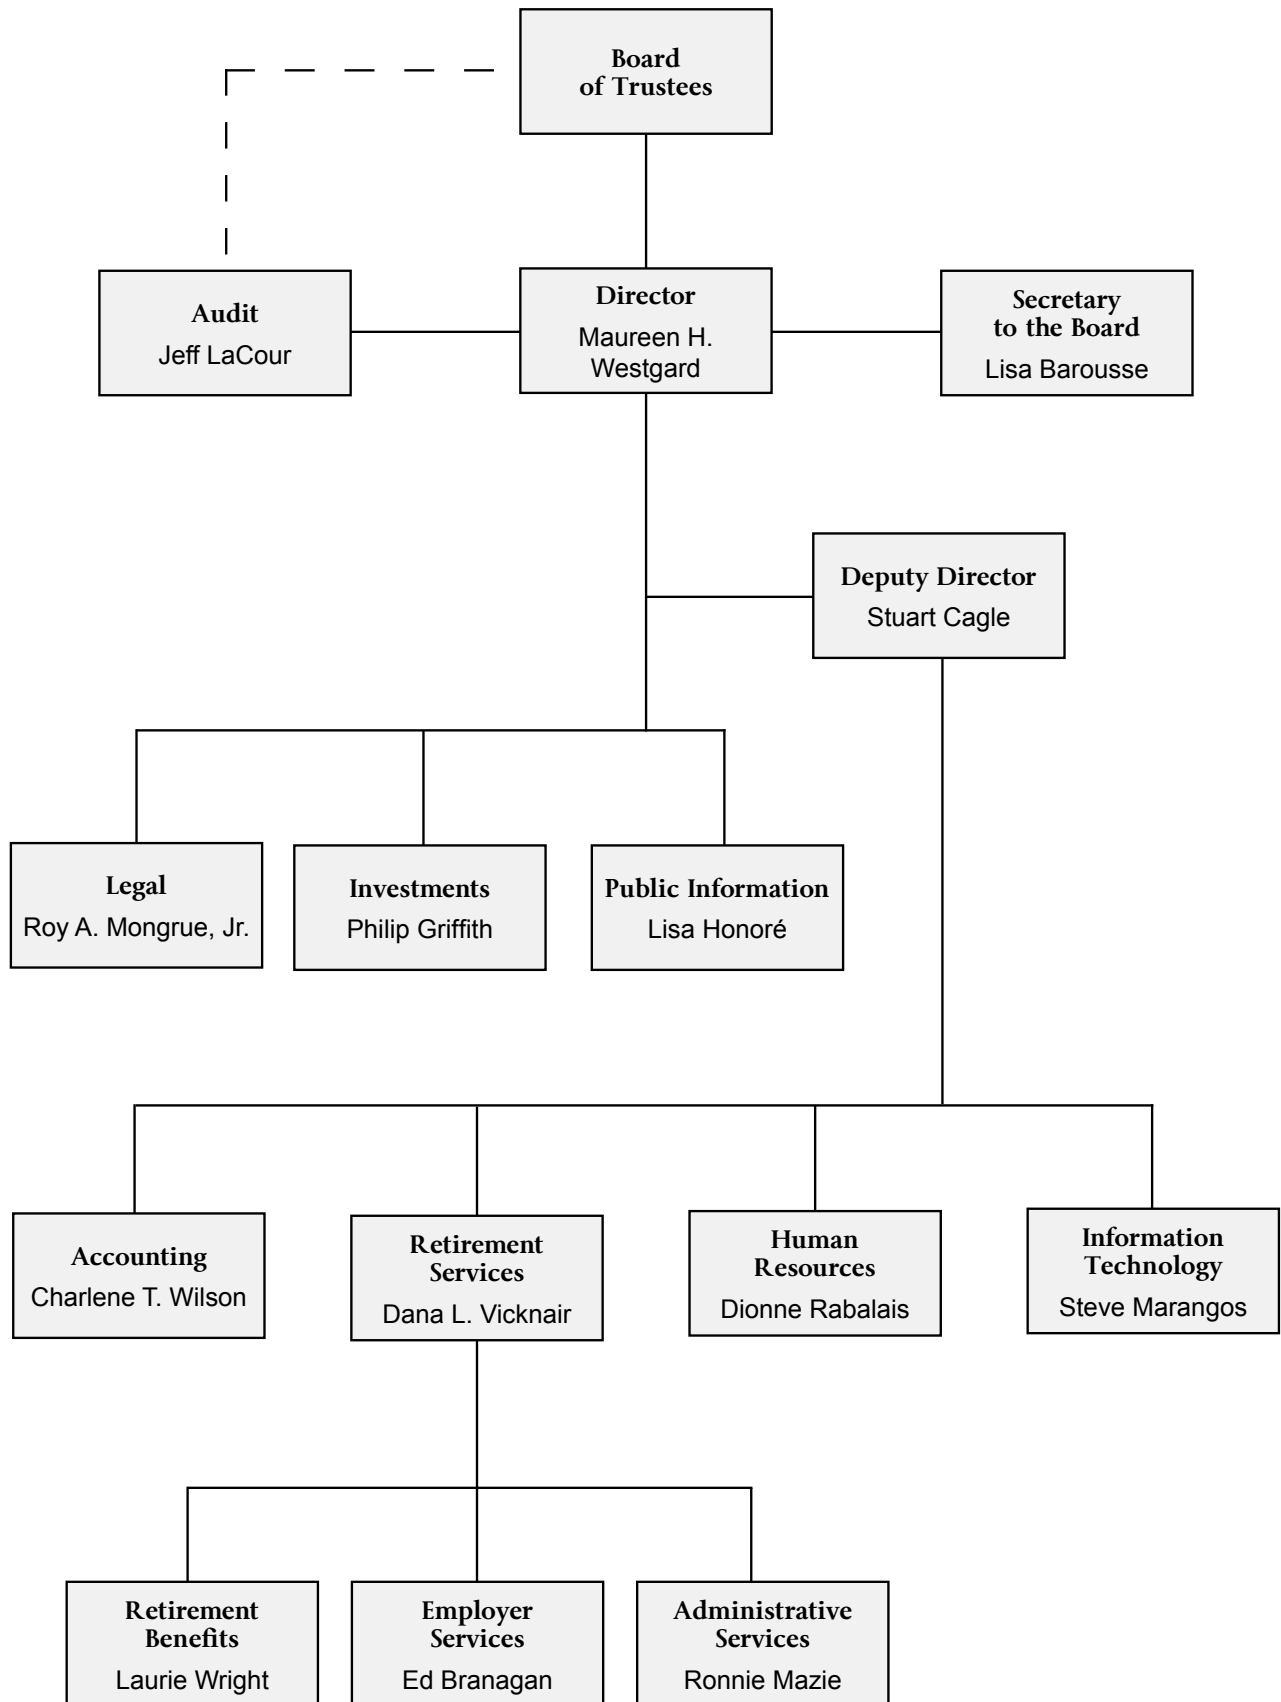 Board
of Trustees
Audit
Jeff LaCour
Director
Maureen H.
Westgard
Secretary
to the Board
Lisa Barousse
Deputy Director
Stuart Cagle
Legal
Roy A. Mongrue, Jr.
Investments
Philip Griffith
Public Information
Lisa Honoré
Accounting
Charlene T. Wilson
Retirement
Services
Dana L. Vicknair
Human
Resources
Dionne Rabalais
Information
Technology
Steve Marangos
Retirement
Benefits
Laurie Wright
Employer
Services
Ed Branagan
Administrative
Services
Ronnie Mazie